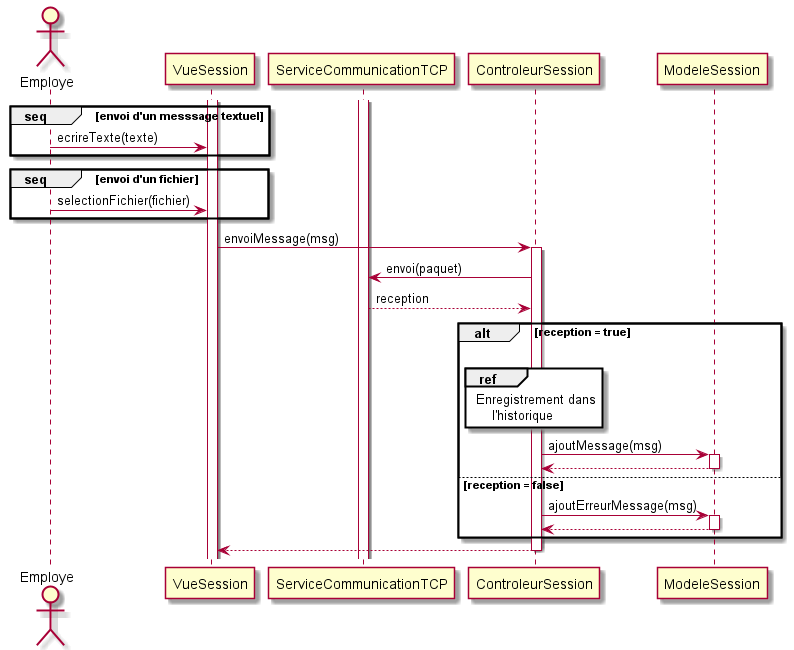 Employe
VueSession
ServiceCommunicationTCP
ControleurSession
ModeleSession
seq
[envoi d'un messsage textuel]
ecrireTexte(texte)
seq
[envoi d'un fichier]
selectionFichier(fichier)
envoiMessage(msg)
envoi(paquet)
reception
alt
[reception = true]
ref
Enregistrement dans
l'historique
ajoutMessage(msg)
[reception = false]
ajoutErreurMessage(msg)
Employe
VueSession
ServiceCommunicationTCP
ControleurSession
ModeleSession